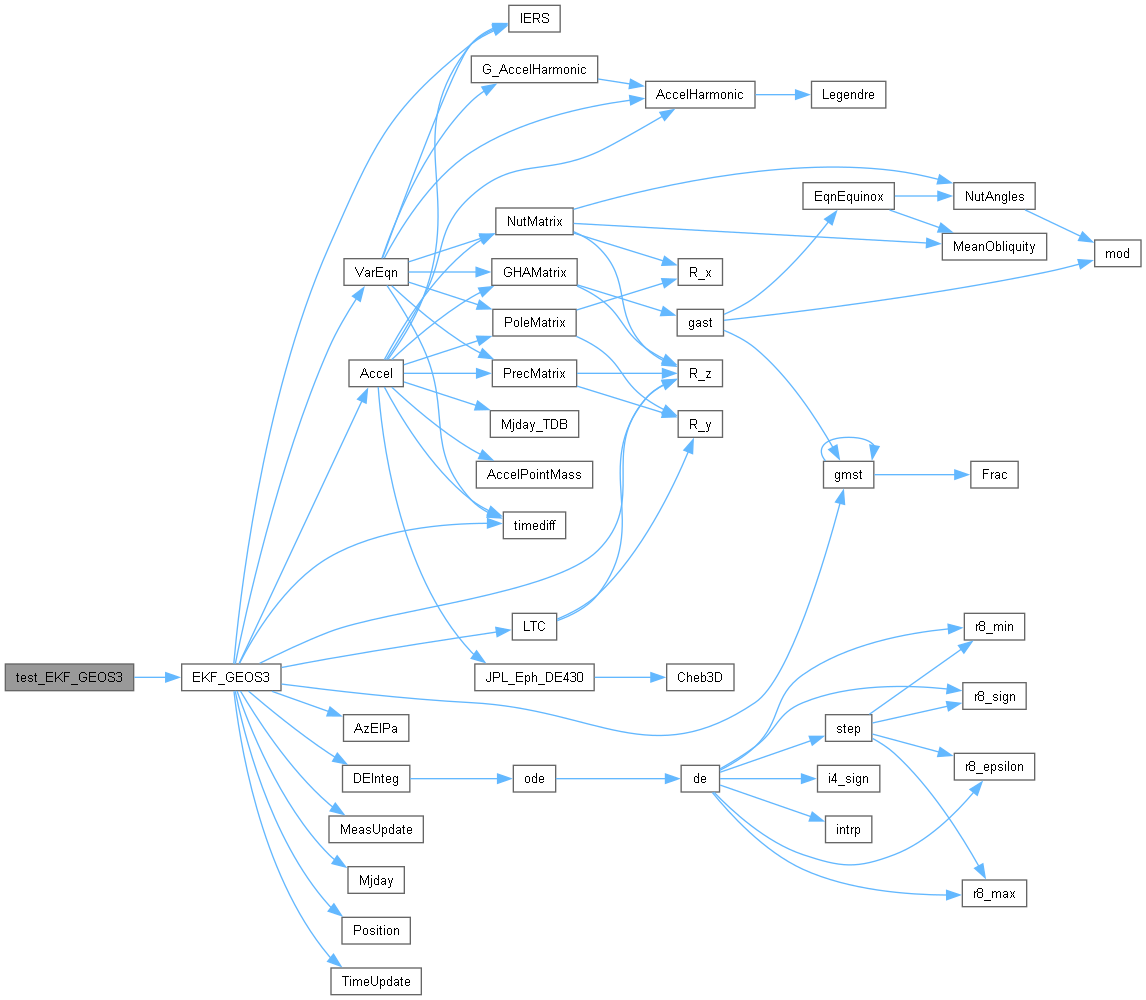 IERS
G_AccelHarmonic
AccelHarmonic
Legendre
EqnEquinox
NutAngles
NutMatrix
MeanObliquity
mod
VarEqn
GHAMatrix
R_x
PoleMatrix
gast
Accel
PrecMatrix
R_z
Mjday_TDB
R_y
AccelPointMass
gmst
Frac
timediff
LTC
r8_min
test_EKF_GEOS3
EKF_GEOS3
JPL_Eph_DE430
Cheb3D
r8_sign
AzElPa
step
r8_epsilon
DEInteg
ode
de
i4_sign
MeasUpdate
intrp
Mjday
r8_max
Position
TimeUpdate